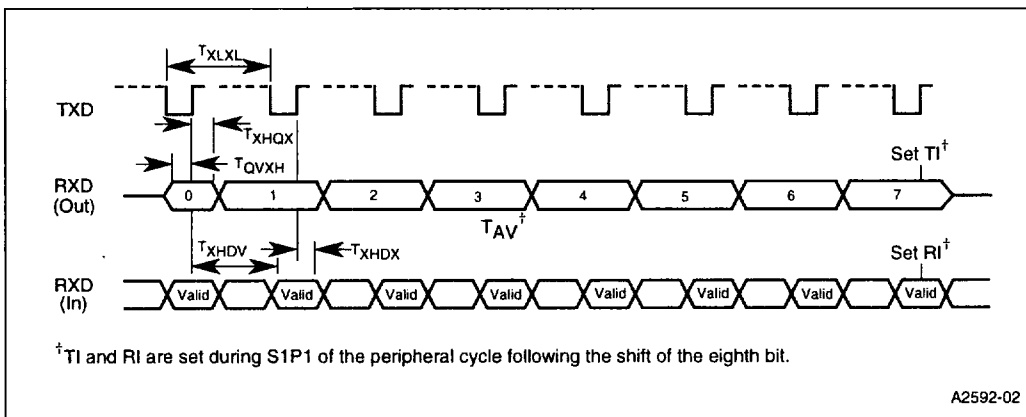 TXLXL
TXD
TXHQX
TQVXH
Set TI†
RXD
(Out)
0 1 2 3 4 5 6 7
TAV†
TXHDV
TXHDX
Set RI†
RXD
(In)
Valid Valid Valid Valid Valid Valid Valid Valid
†TI and RI are set during S1P1 of the peripheral cycle following the shift of the eighth bit.
A2592-02